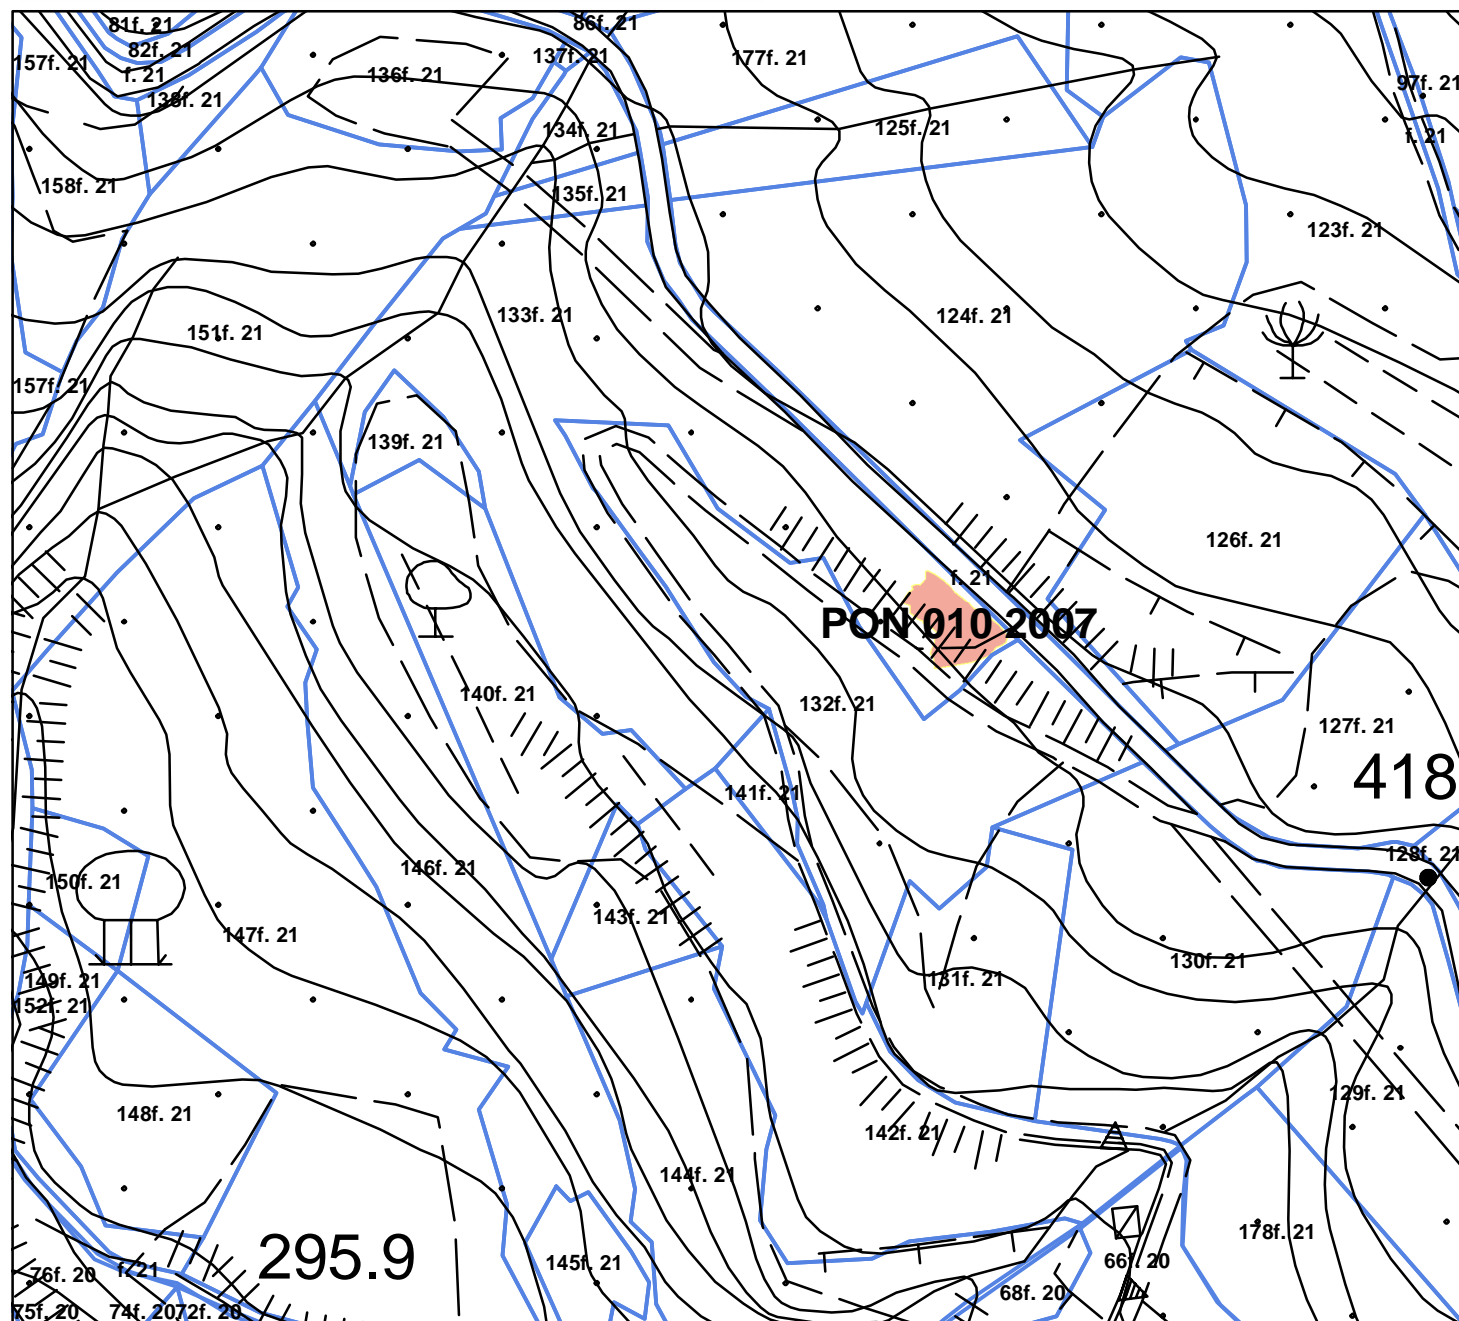 81f. 21
86f. 21
82f. 21
137f. 21
177f. 21
157f. 21
f. 21
136f. 21
97f. 21
138f. 21
134f. 21
125f. 21
f. 21
158f. 21
135f. 21
123f. 21
133f. 21
124f. 21
151f. 21
157f. 21
139f. 21
126f. 21
f. 21
PON 010 2007
140f. 21
132f. 21
127f. 21
418
141f. 21
128f. 21
146f. 21
150f. 21
143f. 21
147f. 21
130f. 21
149f. 21
131f. 21
152f. 21
129f. 21
148f. 21
142f. 21
144f. 21
178f. 21
295.9
145f. 21
66f. 20
76f. 20
f. 21
68f. 20
75f. 20
74f. 20
72f. 20